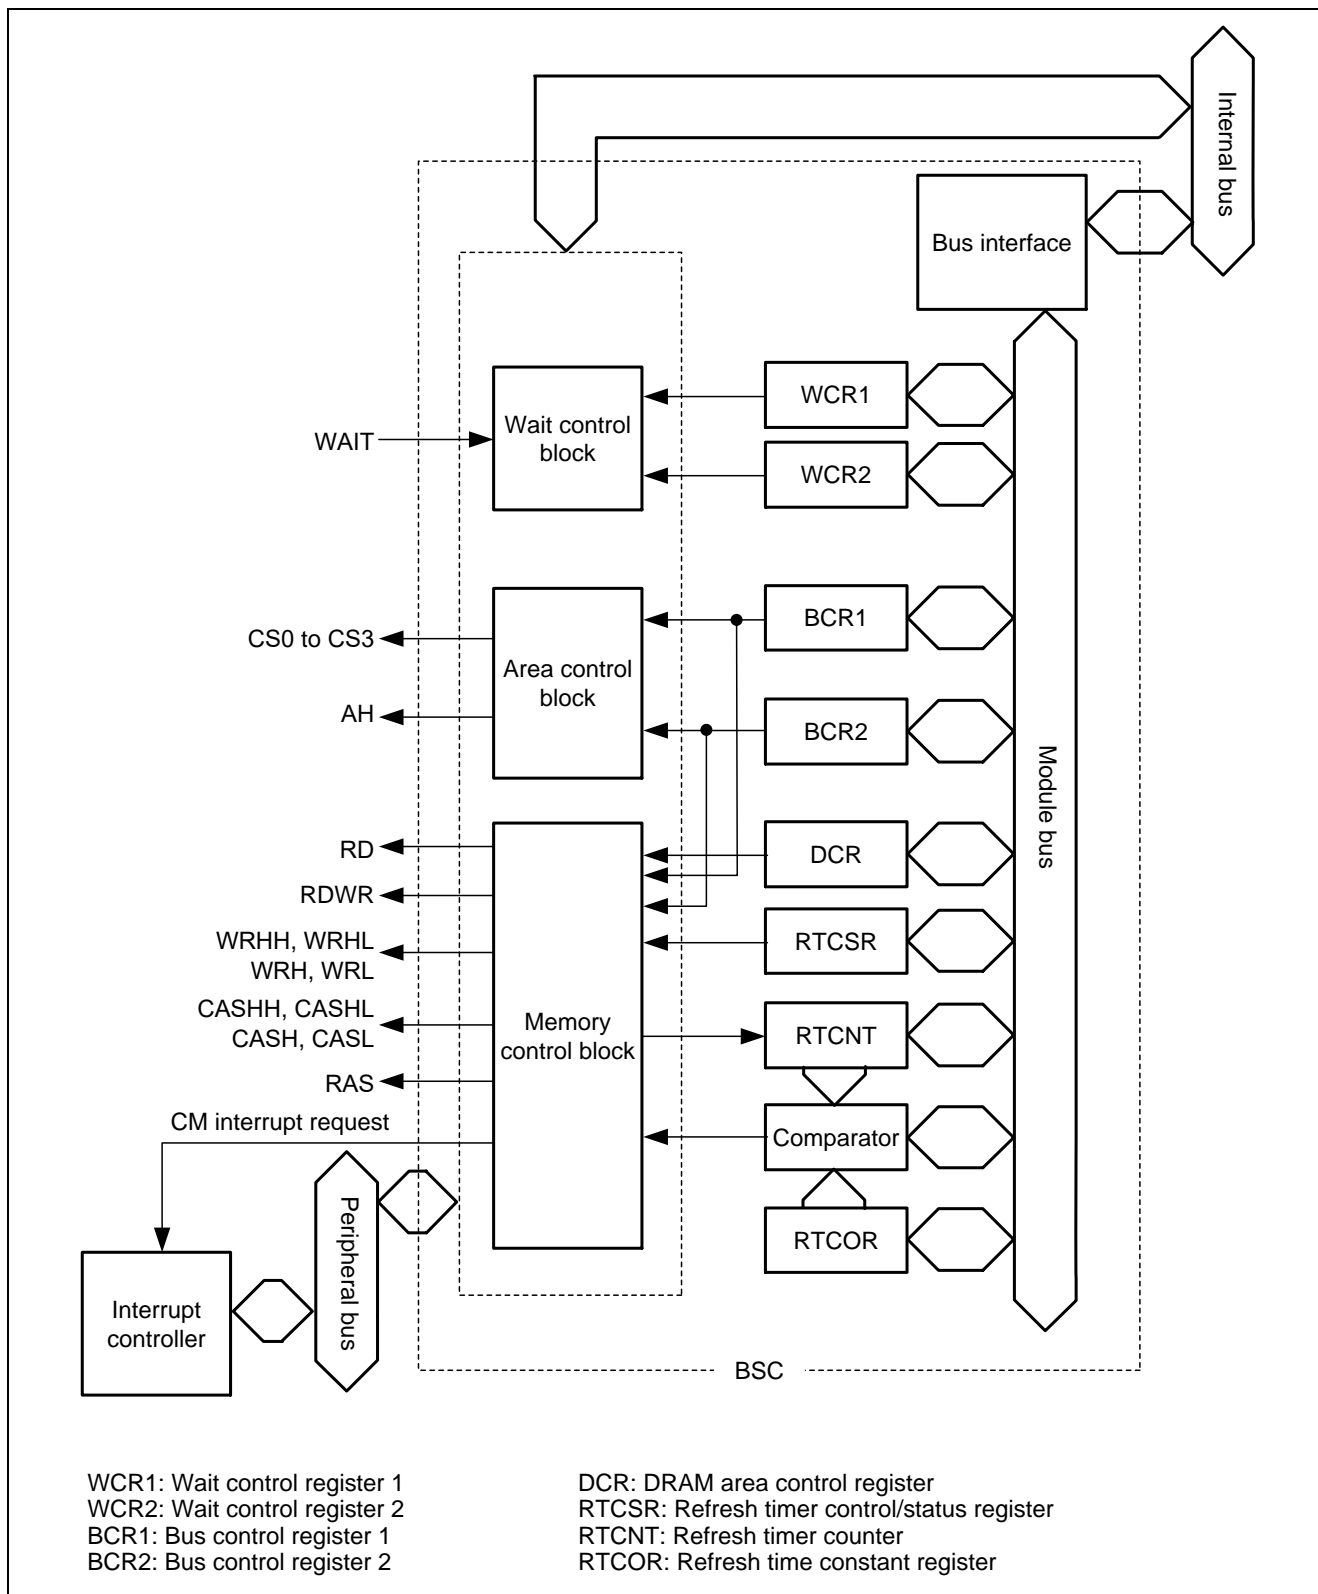 Internal bus
Bus interface
WCR1
WAIT
Wait control
block
WCR2
CS0 to CS3
Area control
block
BCR1
AH
BCR2
Module bus
RD
DCR
RDWR
WRHH, WRHL
WRH, WRL
RTCSR
CASHH, CASHL
CASH, CASL
Memory
control block
RTCNT
RAS
CM interrupt request
Comparator
Peripheral bus
RTCOR
Interrupt
controller
BSC
WCR1: Wait control register 1
WCR2: Wait control register 2
BCR1: Bus control register 1
BCR2: Bus control register 2
DCR: DRAM area control register
RTCSR: Refresh timer control/status register
RTCNT: Refresh timer counter
RTCOR: Refresh time constant register